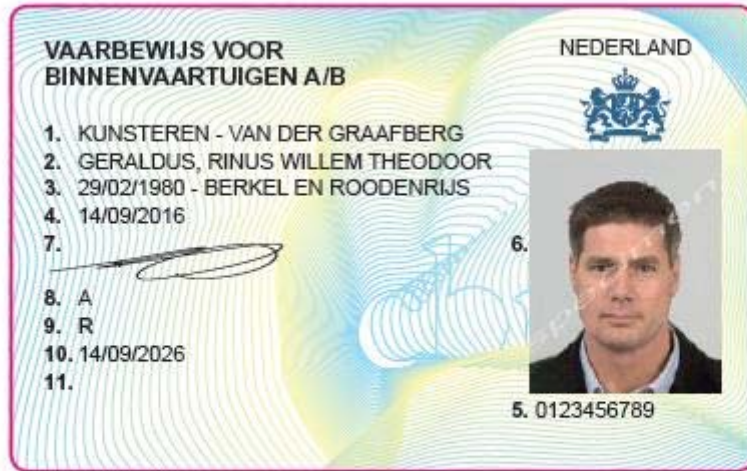 VAARBEWIJS VOOR
BINNENVAARTUIGEN A/B
NEDERLAND
1. KUNSTEREN - VAN DER GRAAFBERG
2. GERALDUS, RINUS WILLEM THEODOOR
3. 29/02/1980 - BERKEL EN ROODENRIJS
4. 14/09/2016
7.
6.
8. A
9. R
10. 14/09/2026
11.
5. 0123456789